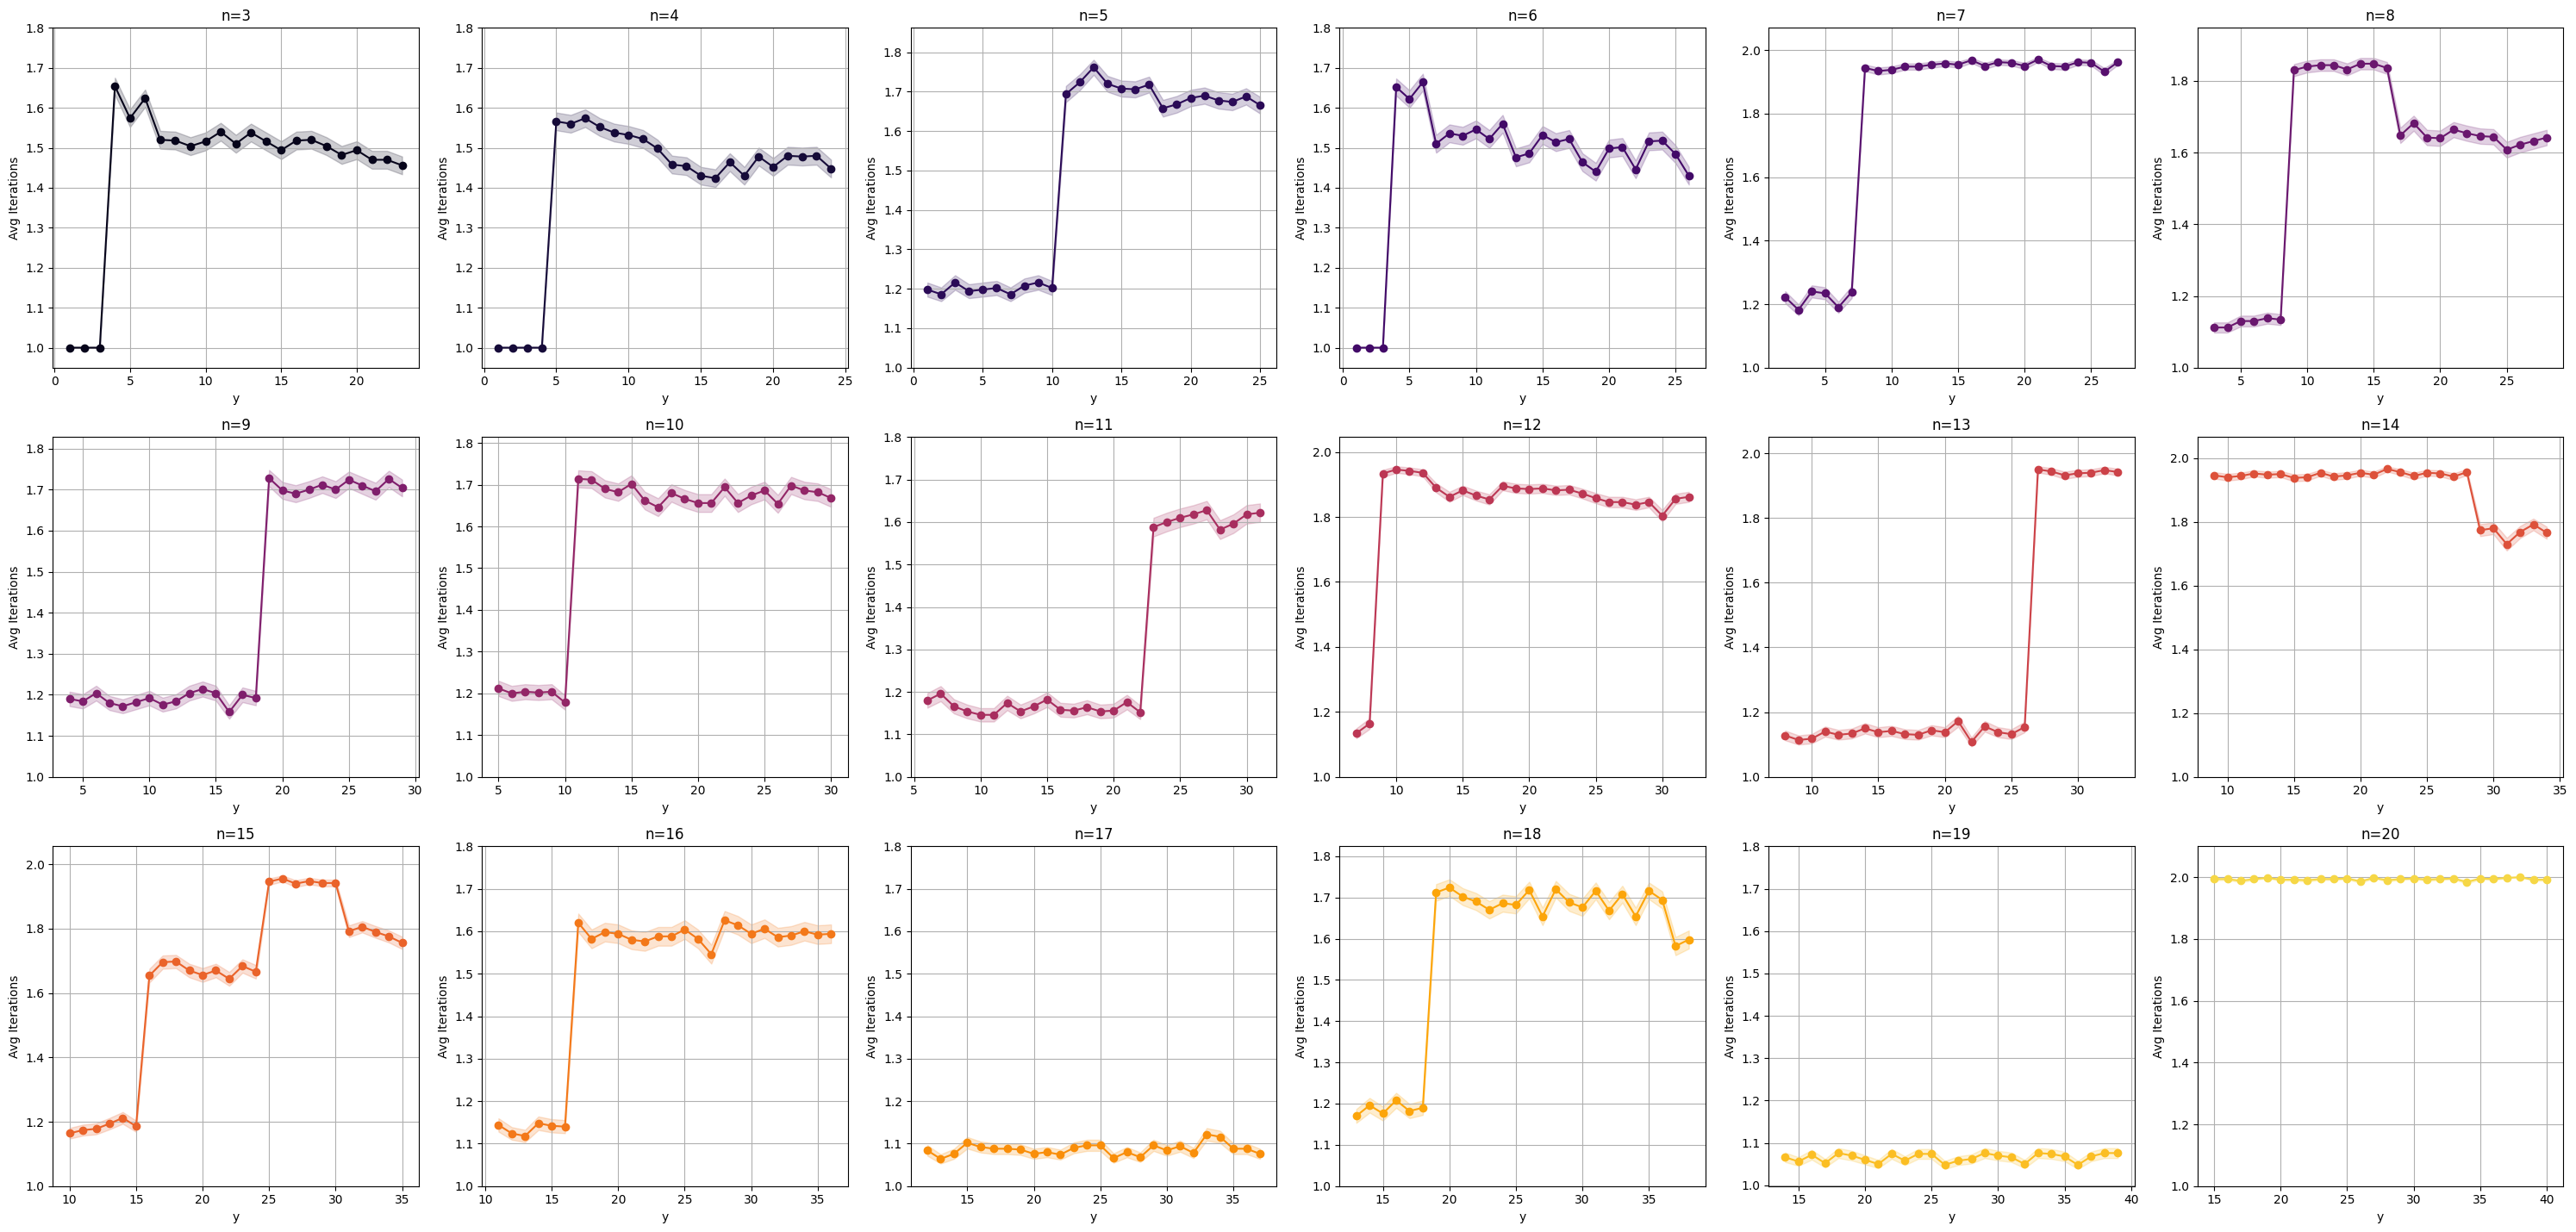 n=3
n=4
n=5
n=6
n=7
n=8
1.8
1.7
1.6
1.5
1.4
1.3
1.2
1.1
1.0
Avg Iterations
0 5 10 15 20
y
1.8
1.7
1.6
1.5
1.4
1.3
1.2
1.1
1.0
Avg Iterations
0 5 10 15 20 25
y
1.8
1.7
1.6
1.5
1.4
1.3
1.2
1.1
1.0
Avg Iterations
0 5 10 15 20 25
y
1.8
1.7
1.6
1.5
1.4
1.3
1.2
1.1
1.0
Avg Iterations
0 5 10 15 20 25
y
2.0
1.8
1.6
1.4
1.2
1.0
Avg Iterations
5 10 15 20 25
y
1.8
1.6
1.4
1.2
1.0
Avg Iterations
5 10 15 20 25
y
n=9
n=10
n=11
n=12
n=13
n=14
1.8
1.7
1.6
1.5
1.4
1.3
1.2
1.1
1.0
Avg Iterations
5 10 15 20 25 30
y
1.8
1.7
1.6
1.5
1.4
1.3
1.2
1.1
1.0
Avg Iterations
5 10 15 20 25 30
y
1.8
1.7
1.6
1.5
1.4
1.3
1.2
1.1
1.0
Avg Iterations
5 10 15 20 25 30
y
2.0
1.8
1.6
1.4
1.2
1.0
Avg Iterations
10 15 20 25 30
y
2.0
1.8
1.6
1.4
1.2
1.0
Avg Iterations
10 15 20 25 30
y
2.0
1.8
1.6
1.4
1.2
1.0
Avg Iterations
10 15 20 25 30 35
y
n=15
n=16
n=17
n=18
n=19
n=20
2.0
1.8
1.6
1.4
1.2
1.0
Avg Iterations
10 15 20 25 30 35
y
1.8
1.7
1.6
1.5
1.4
1.3
1.2
1.1
1.0
Avg Iterations
10 15 20 25 30 35
y
1.8
1.7
1.6
1.5
1.4
1.3
1.2
1.1
1.0
Avg Iterations
15 20 25 30 35
y
1.8
1.7
1.6
1.5
1.4
1.3
1.2
1.1
1.0
Avg Iterations
15 20 25 30 35
y
1.8
1.7
1.6
1.5
1.4
1.3
1.2
1.1
1.0
Avg Iterations
15 20 25 30 35 40
y
2.0
1.8
1.6
1.4
1.2
1.0
Avg Iterations
15 20 25 30 35 40
y